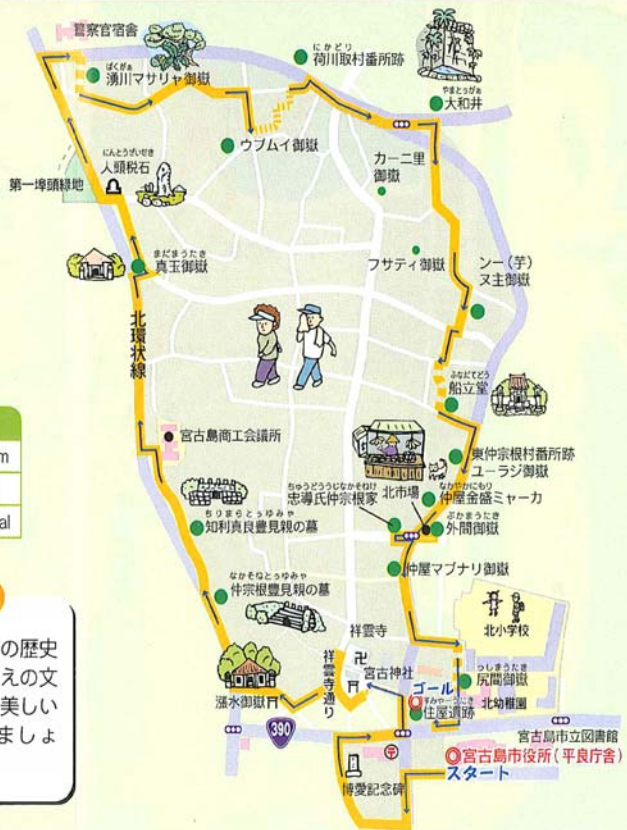 警察官宿舎
ぱくがぁ
湧川マサリャ御嶽
にかどり
荷川取村番所跡
やまとぅがぁ
大和井
ウプムイ御嶽
カーニ里
御嶽
にんとうぜいせき
人頭税石
第一埠頭緑地
まだまうたき
真玉御嶽
フサティ御嶽
ンー(芋)
ヌ主御嶽
北環状線
ふなだてどう
船立堂
宮古島商工会議所
東仲宗根村番所跡
ユーラジ御嶽
ちゅうどううじなかそねけ
忠導氏仲宗根家
北市場
なかやかにもり
仲屋金盛ミャーカ
ぷかまうたき
外間御嶽
ちりまらとぅゆみゃ
知利真良豊見親の墓
仲屋マブナリ御嶽
なかそねとぅゆみゃ
仲宗根豊見親の墓
北小学校
祥雲寺
卍
宮古神社
祥雲寺通り
漲水御嶽
っしまうたき
尻間御嶽
北幼稚園
ゴール
すみやーうたき
住屋遺跡
390
宮古島市立図書館
〒
宮古島市役所(平良庁舎)
スタート
博愛記念碑
m
al
の歴史
えの文
美しい
ましょ